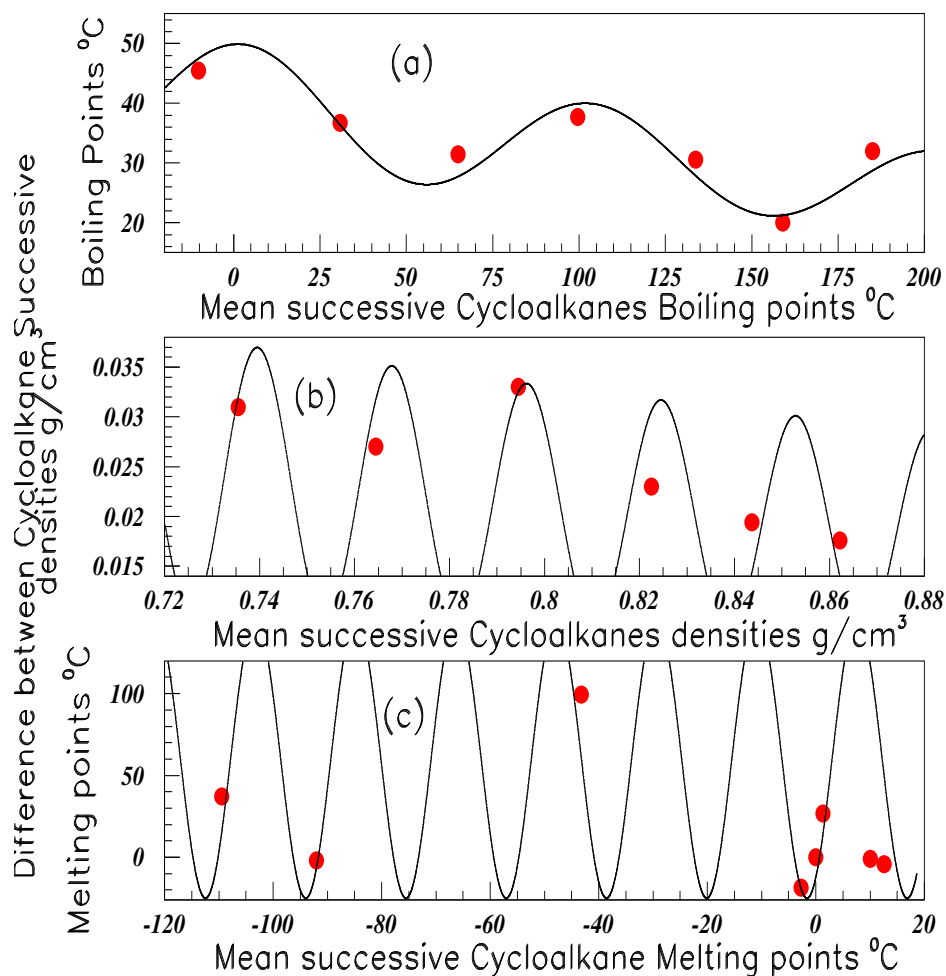 Difference between Cycloalkane Successive
Boiling Points ⁰C
50
40
30
20
(a)
0 25 50 75 100 125 150 175 200
Mean successive Cycloalkanes Boiling points ⁰C
densities g/cm³
0.035
0.03
0.025
0.02
0.015
(b)
0.72 0.74 0.76 0.78 0.8 0.82 0.84 0.86 0.88
Mean successive Cycloalkanes densities g/cm³
Melting points ⁰C
100
50
0
(c)
-120 -100 -80 -60 -40 -20 0 20
Mean successive Cycloalkane Melting points ⁰C